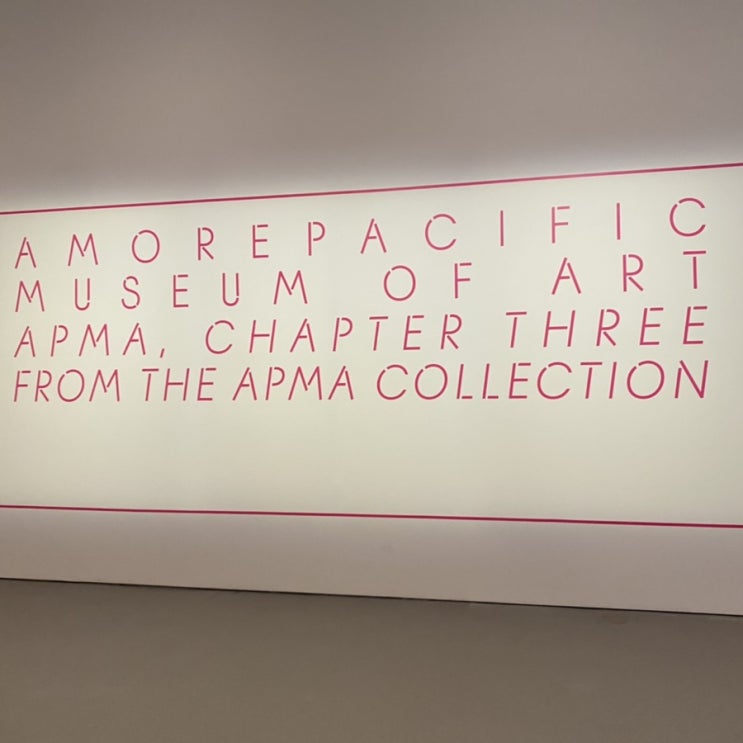 AMOREPACIFIC
MUSEUM OF ART
APMA, CHAPTER THREE
FROM THE APMA COLLECTION